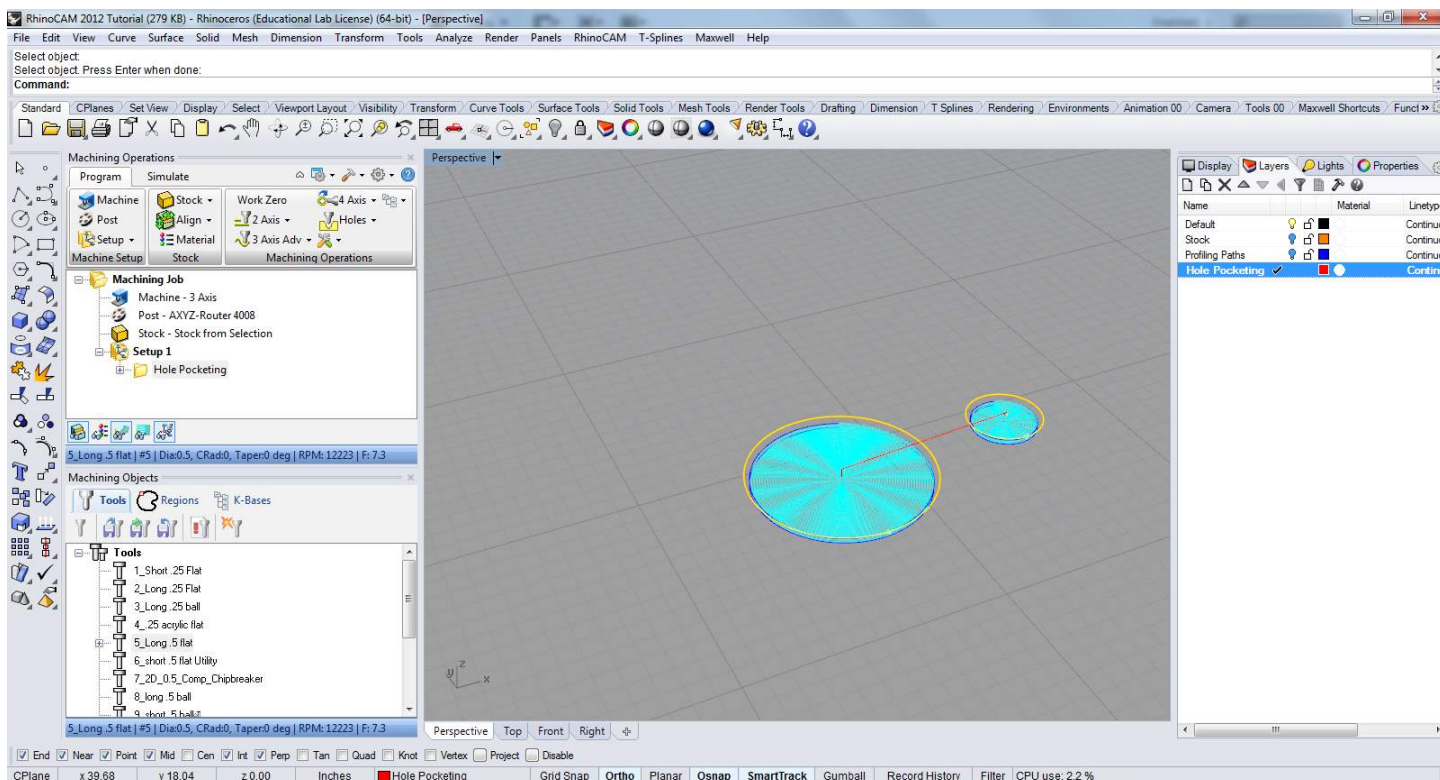 RhinoCAM 2012 Tutorial (279 KB) - Rhinoceros (Educational Lab License) (64-bit) - [Perspective]
File Edit View Curve Surface Solid Mesh Dimension Transform Tools Analyze Render Panels RhinoCAM T-Splines Maxwell Help
Select object:
Select object. Press Enter when done:
Command:
Standard CPlanes Set View Display Select Viewport Layout Visibility Transform Curve Tools Surface Tools Solid Tools Mesh Tools Render Tools Drafting Dimension T Splines Rendering Environments Animation 00 Camera Tools 00 Maxwell Shortcuts Funct »
Machining Operations
Program Simulate
Machine Stock Work Zero 4 Axis
Post Align 2 Axis Holes
Setup Material 3 Axis Adv
Machine Setup Stock Machining Operations
Machining Job
Machine - 3 Axis
Post - AXYZ-Router 4008
Stock - Stock from Selection
Setup 1
Hole Pocketing
5_Long .5 flat | #5 | Dia:0.5, CRad:0, Taper:0 deg | RPM: 12223 | F: 7.3
Machining Objects
Tools Regions K-Bases
Tools
1_Short .25 Flat
2_Long .25 Flat
3_Long .25 ball
4_.25 acrylic flat
5_Long .5 flat
6_short .5 flat Utility
7_2D_0.5_Comp_Chipbreaker
8_long .5 ball
5_Long .5 flat | #5 | Dia:0.5, CRad:0, Taper:0 deg | RPM: 12223 | F: 7.3
Perspective
z
y x
Perspective Top Front Right
Display Layers Lights Properties
Name Material Linetype
Default Continu
Stock Continu
Profiling Paths Continu
Hole Pocketing Contin
End Near Point Mid Cen Int Perp Tan Quad Knot Vertex Project Disable
CPlane x 39.68 y 18.04 z 0.00 Inches Hole Pocketing Grid Snap Ortho Planar Osnap SmartTrack Gumball Record History Filter CPU use: 2.2 %